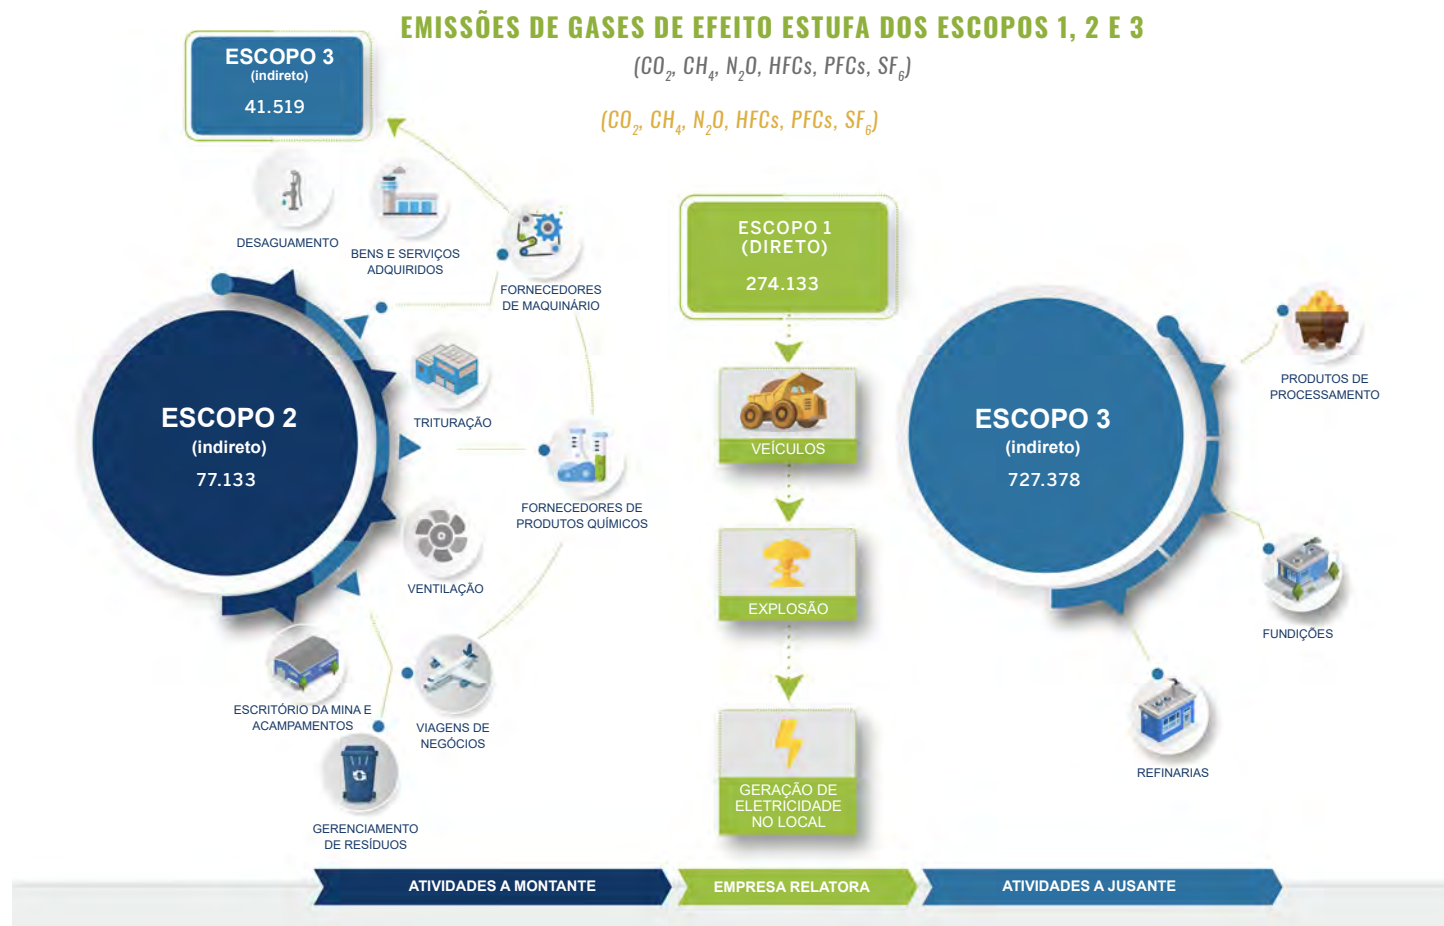 EMISSÕES DE GASES DE EFEITO ESTUFA DOS ESCOPOS 1, 2 E 3
(CO₂, CH₄, N₂O, HFCs, PFCs, SF₆)
(CO₂, CH₄, N₂O, HFCs, PFCs, SF₆)
ESCOPO 3
(indireto)
41.519
DESAGUAMENTO
BENS E SERVIÇOS
ADQUIRIDOS
FORNECEDORES
DE MAQUINÁRIO
ESCOPO 2
(indireto)
77.133
TRITURAÇÃO
FORNECEDORES DE
PRODUTOS QUÍMICOS
VENTILAÇÃO
ESCRITÓRIO DA MINA E
ACAMPAMENTOS
VIAGENS DE
NEGÓCIOS
GERENCIAMENTO
DE RESÍDUOS
ESCOPO 1
(DIRETO)
274.133
VEÍCULOS
EXPLOSÃO
GERAÇÃO DE
ELETRICIDADE
NO LOCAL
ESCOPO 3
(indireto)
727.378
PRODUTOS DE
PROCESSAMENTO
FUNDIÇÕES
REFINARIAS
ATIVIDADES A MONTANTE
EMPRESA RELATORA
ATIVIDADES A JUSANTE